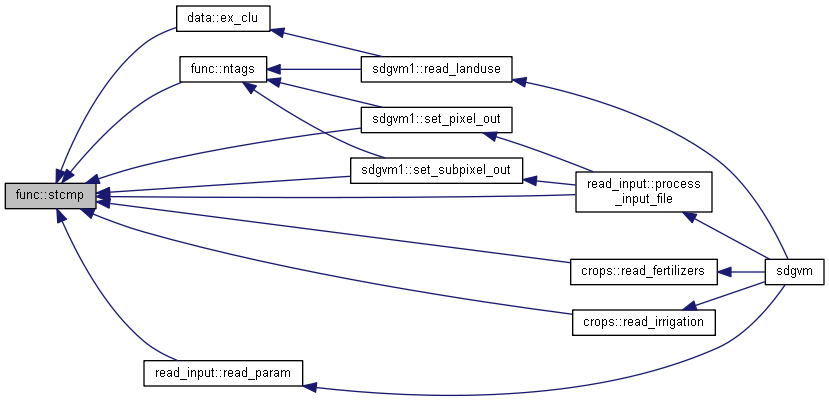 data::ex_clu
func::ntags
sdgvm1::read_landuse
sdgvm1::set_pixel_out
sdgvm1::set_subpixel_out
func::stcmp
read_input::process
_input_file
crops::read_fertilizers
sdgvm
crops::read_irrigation
read_input::read_param